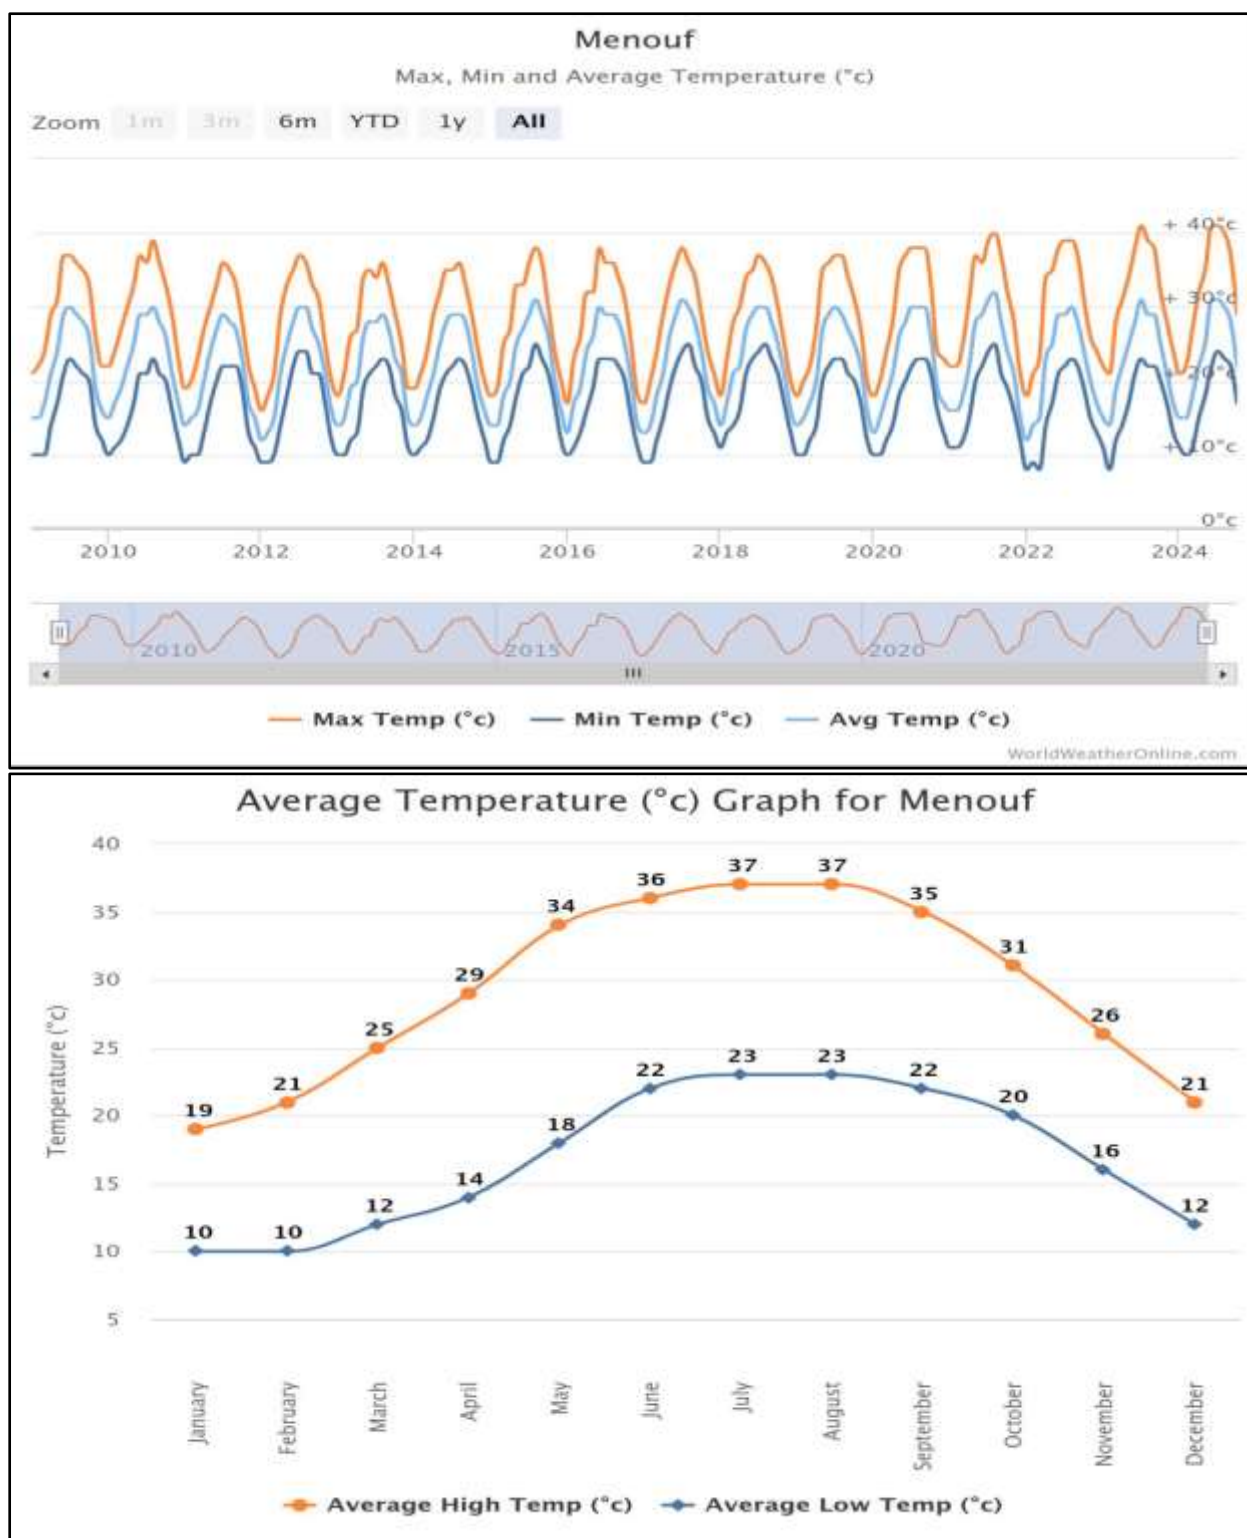 Menouf
Max, Min and Average Temperature (°c)
Zoom 1m 3m 6m YTD 1y All
+ 40°c
+ 30°c
+ 20°c
+ 10°c
0°c
2010 2012 2014 2016 2018 2020 2022 2024
2010 2015 2020
Max Temp (°c) Min Temp (°c) Avg Temp (°c)
WorldWeatherOnline.com
Average Temperature (°c) Graph for Menouf
Temperature (°c)
40
35
30
25
20
15
10
5
19 21 25 29 34 36 37 37 35 31 26 21
10 10 12 14 18 22 23 23 22 20 16 12
January February March April May June July August September October November December
Average High Temp (°c) Average Low Temp (°c)